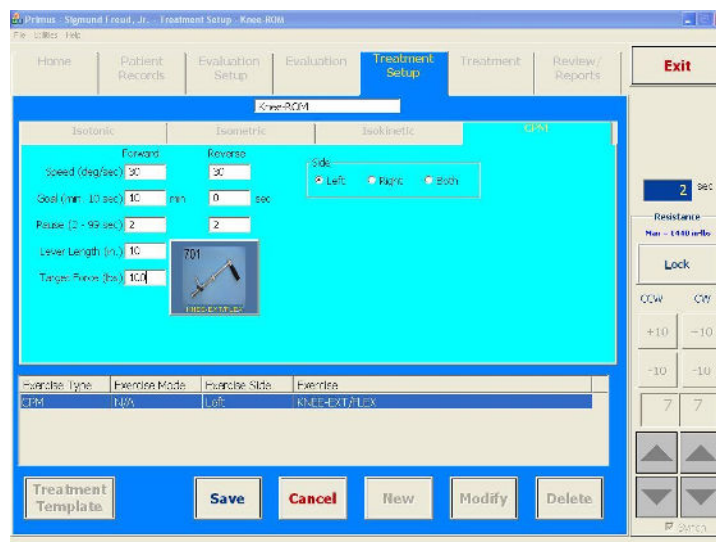 Primus - Sigmund Freud, Jr. - Treatment Setup - Knee-ROM
File Utilities Help
Home Patient Records Evaluation Setup Evaluation Treatment Setup Treatment Review/ Reports
Exit
Knee-ROM
Isotonic Isometric Isokinetic CPM
Forward Reverse
Speed (deg/sec) 30 30
Side
Left Right Both
2 sec
Goal (min 10 sec) 10 min 0 sec
Pause (2 - 99 sec) 2 2
Resistance
Lever Length (in.) 10
701
Lock
Target Force (lbs) 100
KNEE-EXT/FLEX
CCW CW
+10 +10
-10 -10
Exercise Type Exercise Mode Exercise Side Exercise
CPM N/A Left KNEE-EXT/FLEX
7 7
Treatment Template
Save Cancel New Modify Delete